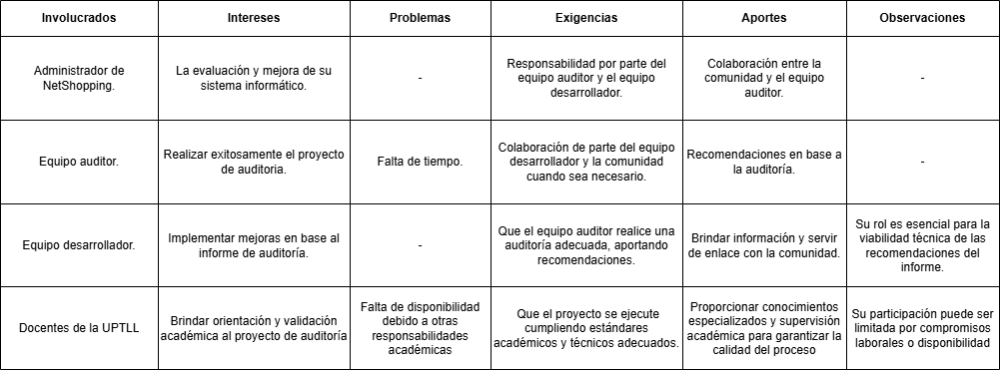 Involucrados
Intereses
Problemas
Exigencias
Aportes
Observaciones
Administrador de
NetShopping.
La evaluación y mejora de su
sistema informático.
-
Responsabilidad por parte del
equipo auditor y el equipo
desarrollador.
Colaboración entre la
comunidad y el equipo
auditor.
-
Equipo auditor.
Realizar exitosamente el proyecto
de auditoria.
Falta de tiempo.
Colaboración de parte del equipo
desarrollador y la comunidad
cuando sea necesario.
Recomendaciones en base a
la auditoría.
-
Equipo desarrollador.
Implementar mejoras en base al
informe de auditoría.
-
Que el equipo auditor realice una
auditoría adecuada, aportando
recomendaciones.
Brindar información y servir
de enlace con la comunidad.
Su rol es esencial para la
viabilidad técnica de las
recomendaciones del
informe.
Docentes de la UPTLL
Brindar orientación y validación
académica al proyecto de auditoría
Falta de disponibilidad
debido a otras
responsabilidades
académicas
Que el proyecto se ejecute
cumpliendo estándares
académicos y técnicos adecuados.
Proporcionar conocimientos
especializados y supervisión
académica para garantizar la
calidad del proceso
Su participación puede ser
limitada por compromisos
laborales o disponibilidad